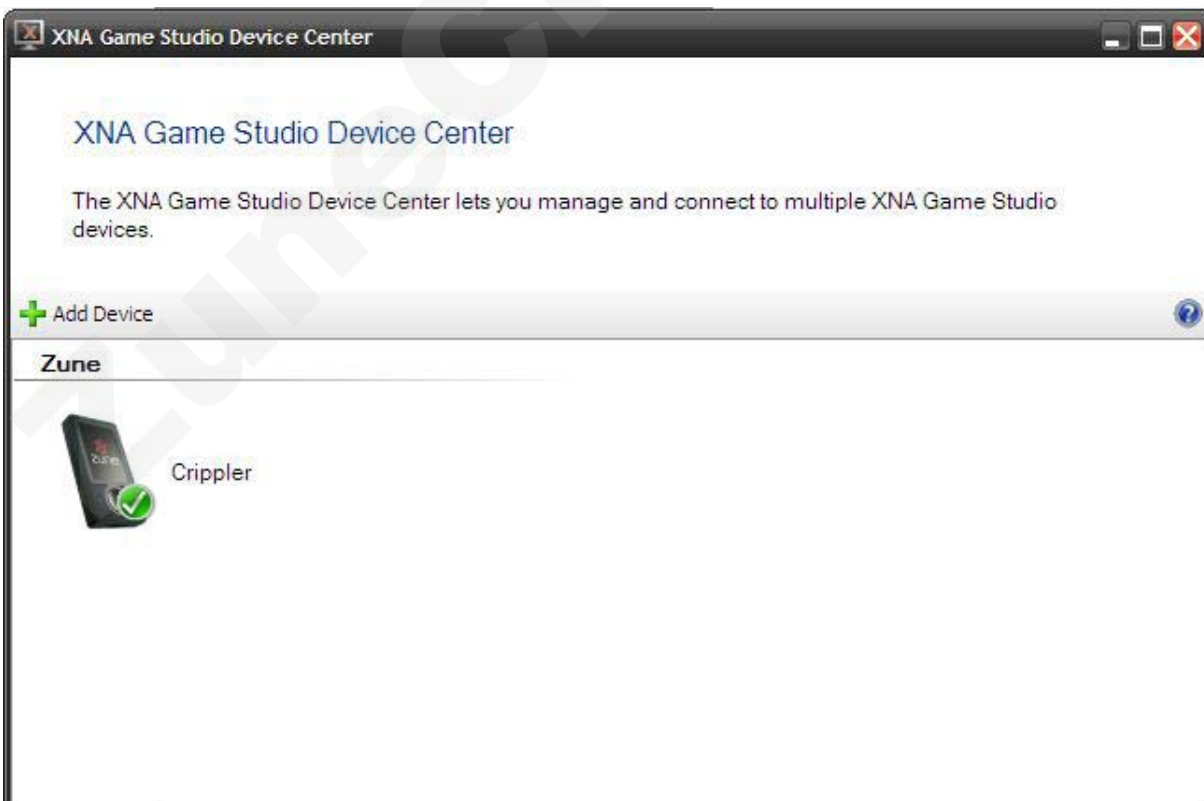 XNA Game Studio Device Center
XNA Game Studio Device Center
The XNA Game Studio Device Center lets you manage and connect to multiple XNA Game Studio
devices.
Add Device
Zune
zune
Crippler